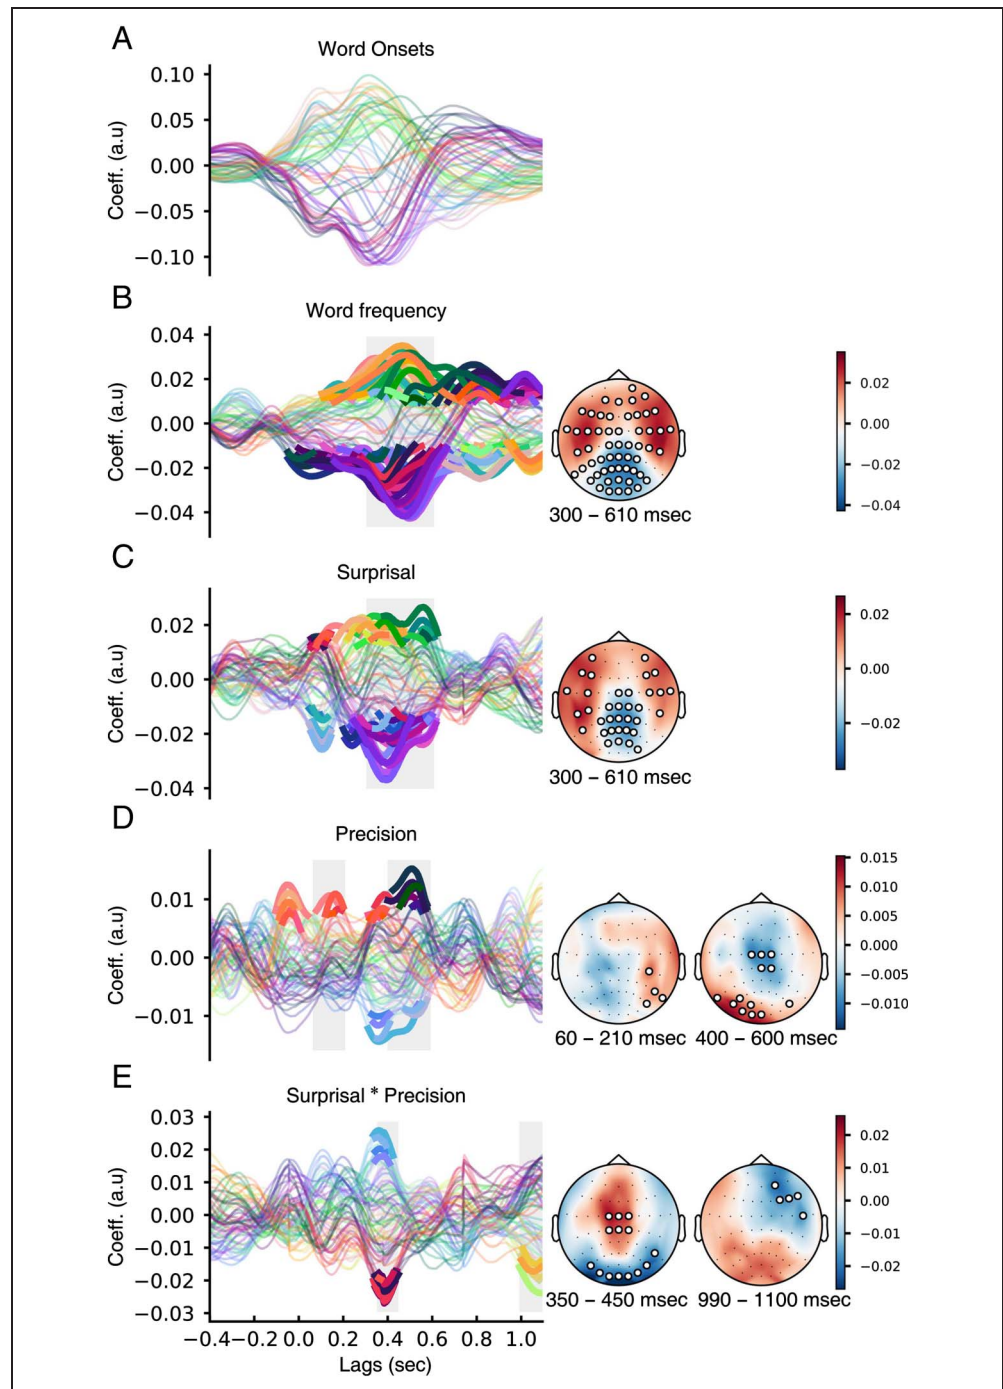 A
Word Onsets
0.10
0.05
0.00
−0.05
−0.10
Coeff. (a.u)
B
Word frequency
0.04
0.02
0.00
−0.02
−0.04
Coeff. (a.u)
300 – 610 msec
0.02
0.00
−0.02
−0.04
C
Surprisal
0.02
0.00
−0.02
−0.04
Coeff. (a.u)
300 – 610 msec
0.02
0.00
−0.02
D
Precision
0.01
0.00
−0.01
Coeff. (a.u)
60 – 210 msec
400 – 600 msec
0.015
0.010
0.005
0.000
−0.005
−0.010
E
Surprisal * Precision
0.03
0.02
0.01
0.00
−0.01
−0.02
−0.03
Coeff. (a.u)
350 – 450 msec
990 – 1100 msec
0.02
0.01
0.00
−0.01
−0.02
−0.4 −0.2 0.0 0.2 0.4 0.6 0.8 1.0
Lags (sec)